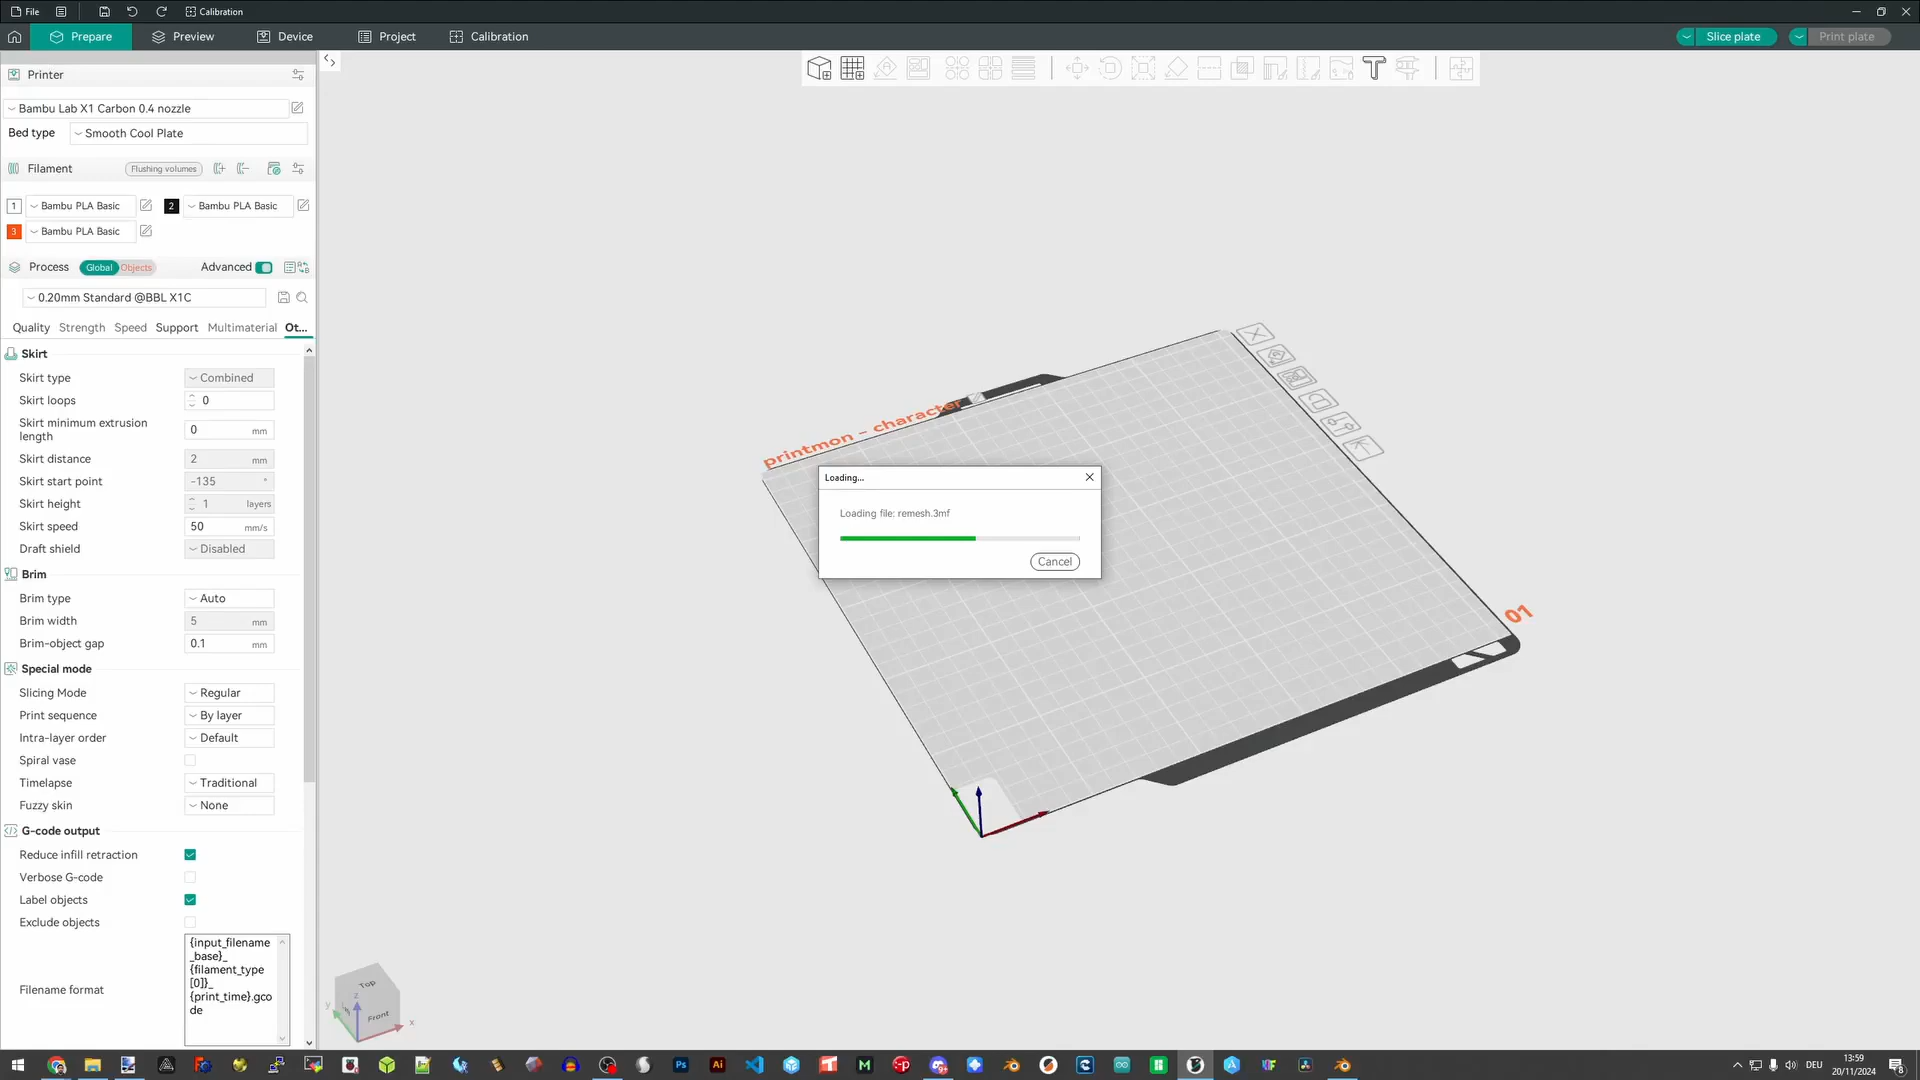 File
Calibration
Prepare
Preview
Device
Project
Calibration
Slice plate
Print plate
Printer
Bambu Lab X1 Carbon 0.4 nozzle
Bed type
Smooth Cool Plate
Filament
Flushing volumes
1
Bambu PLA Basic
2
Bambu PLA Basic
3
Bambu PLA Basic
Process
Global
Objects
Advanced
0.20mm Standard @BBL X1C
Quality
Strength
Speed
Support
Multimaterial
Ot...
Skirt
Skirt type
Combined
Skirt loops
0
Skirt minimum extrusion
length
0 mm
Skirt distance
2 mm
Skirt start point
-135 °
Skirt height
1 layers
Skirt speed
50 mm/s
Draft shield
Disabled
Brim
Brim type
Auto
Brim width
5 mm
Brim-object gap
0.1 mm
Special mode
Slicing Mode
Regular
Print sequence
By layer
Intra-layer order
Default
Spiral vase
Timelapse
Traditional
Fuzzy skin
None
G-code output
Reduce infill retraction
Verbose G-code
Label objects
Exclude objects
Filename format
{input_filename
_base}_
{filament_type
[0]}_
{print_time}.gco
de
printmon - character
01
Loading...
Loading file: remesh.3mf
Cancel
Top
Front
z
y
x
Ps
Ai
DEU
13:59
20/11/2024